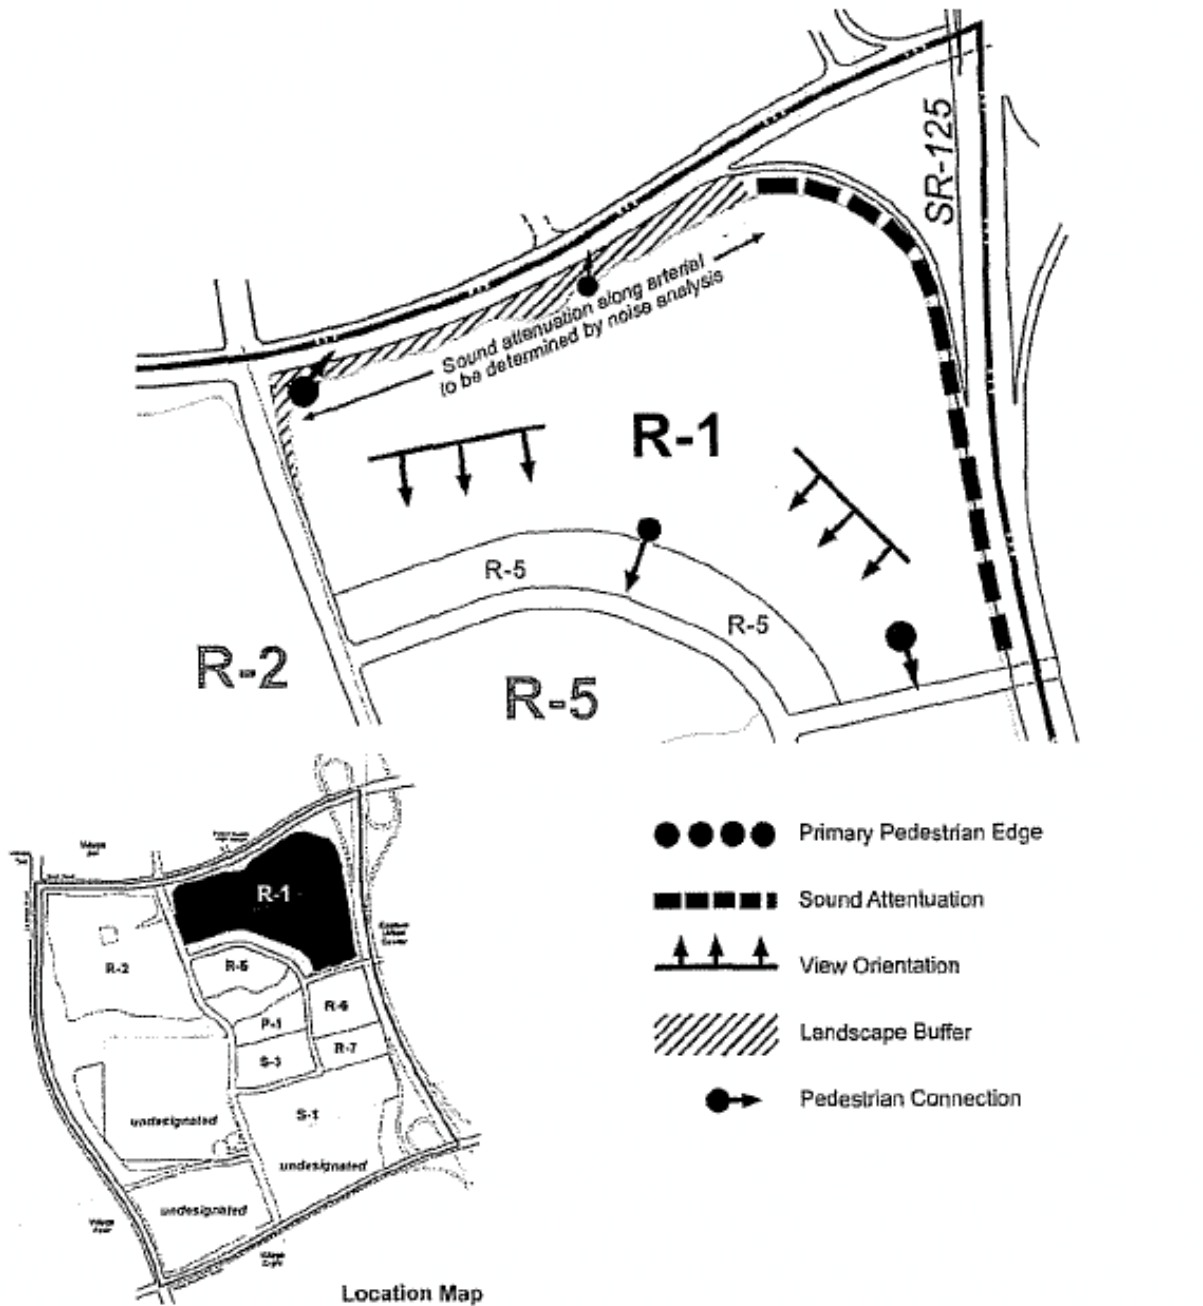 SR-125
Sound attenuation along arterial
to be determined by noise analysis
R-1
R-5
R-5
R-2
R-5
Primary Pedestrian Edge
Sound Attentuation
View Orientation
Landscape Buffer
Pedestrian Connection
R-1
R-2
R-5
R-6
P-1
S-3
R-7
S-1
undesignated
undesignated
undesignated
Location Map